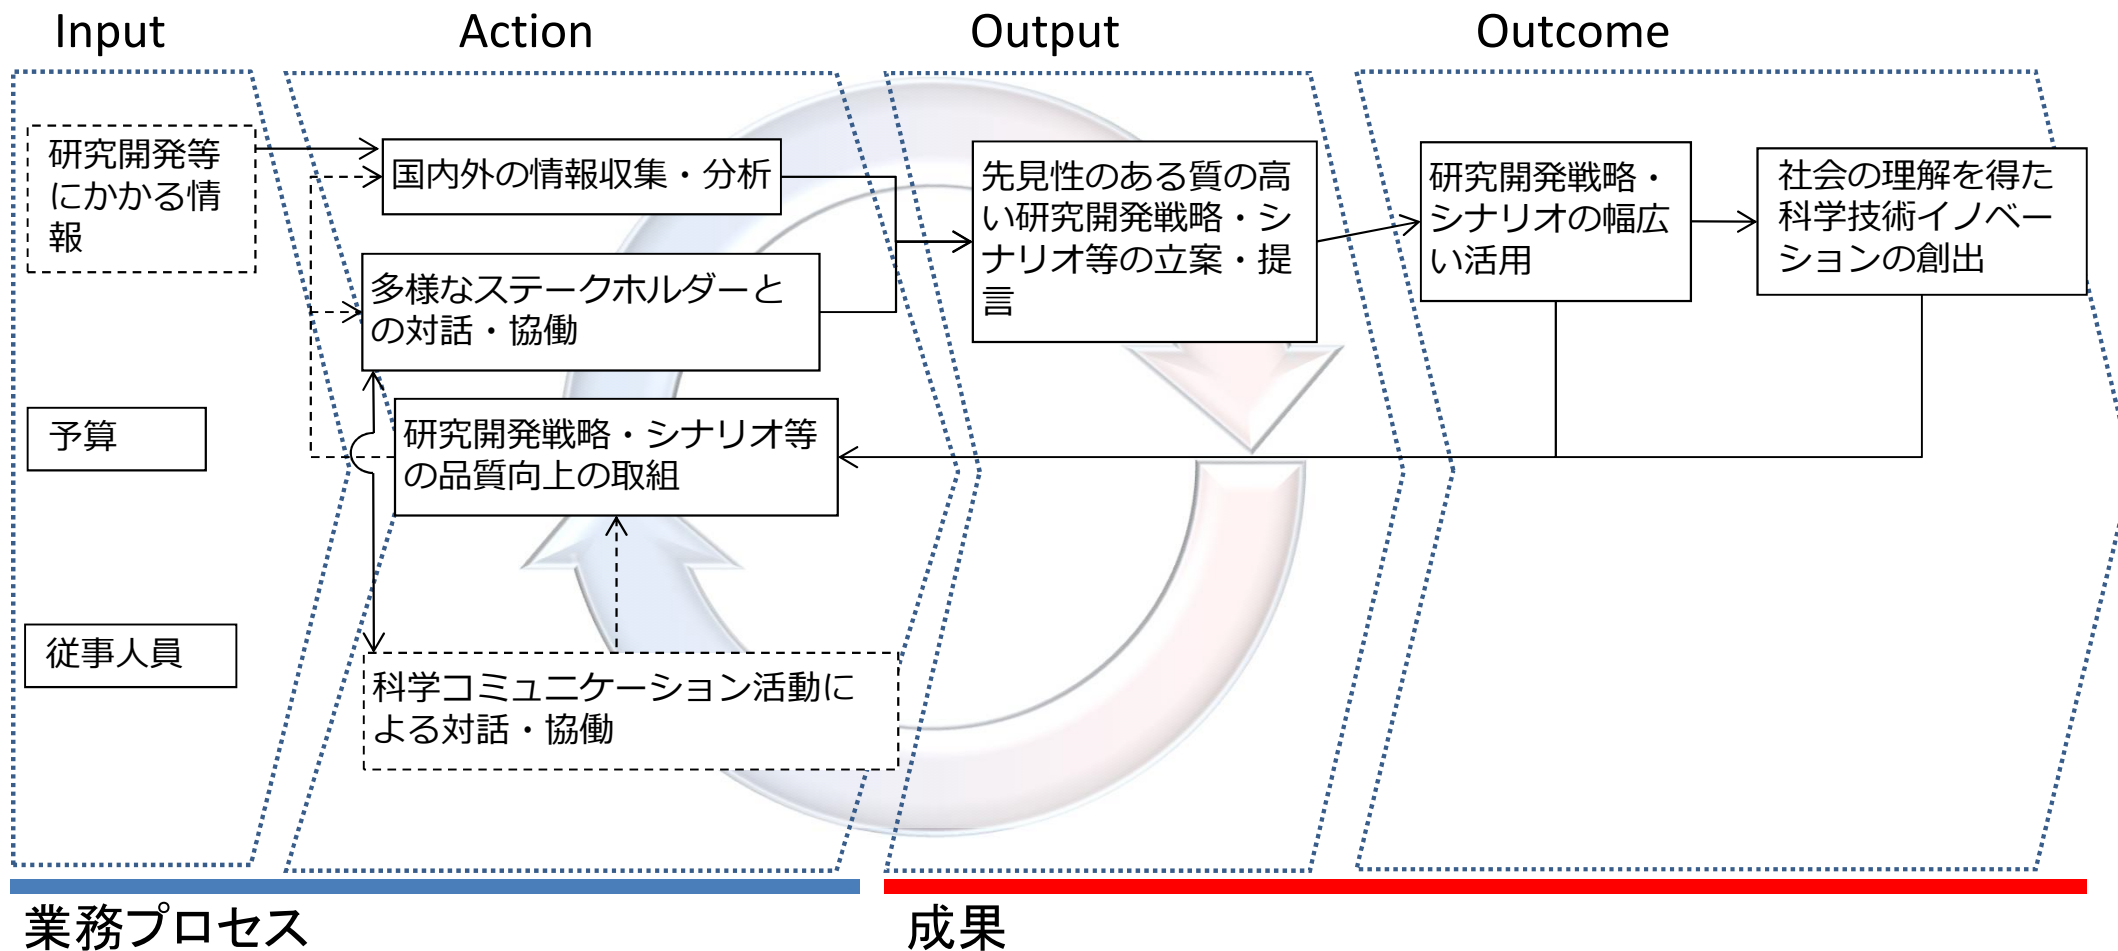 Input
Action
Output
Outcome
研究開発等
にかかる情
報
予算
従事人員
国内外の情報収集・分析
多様なステークホルダーと
の対話・協働
研究開発戦略・シナリオ等
の品質向上の取組
科学コミュニケーション活動に
よる対話・協働
先見性のある質の高
い研究開発戦略・シ
ナリオ等の立案・提
言
研究開発戦略・
シナリオの幅広
い活用
社会の理解を得た
科学技術イノベー
ションの創出
業務プロセス
成果